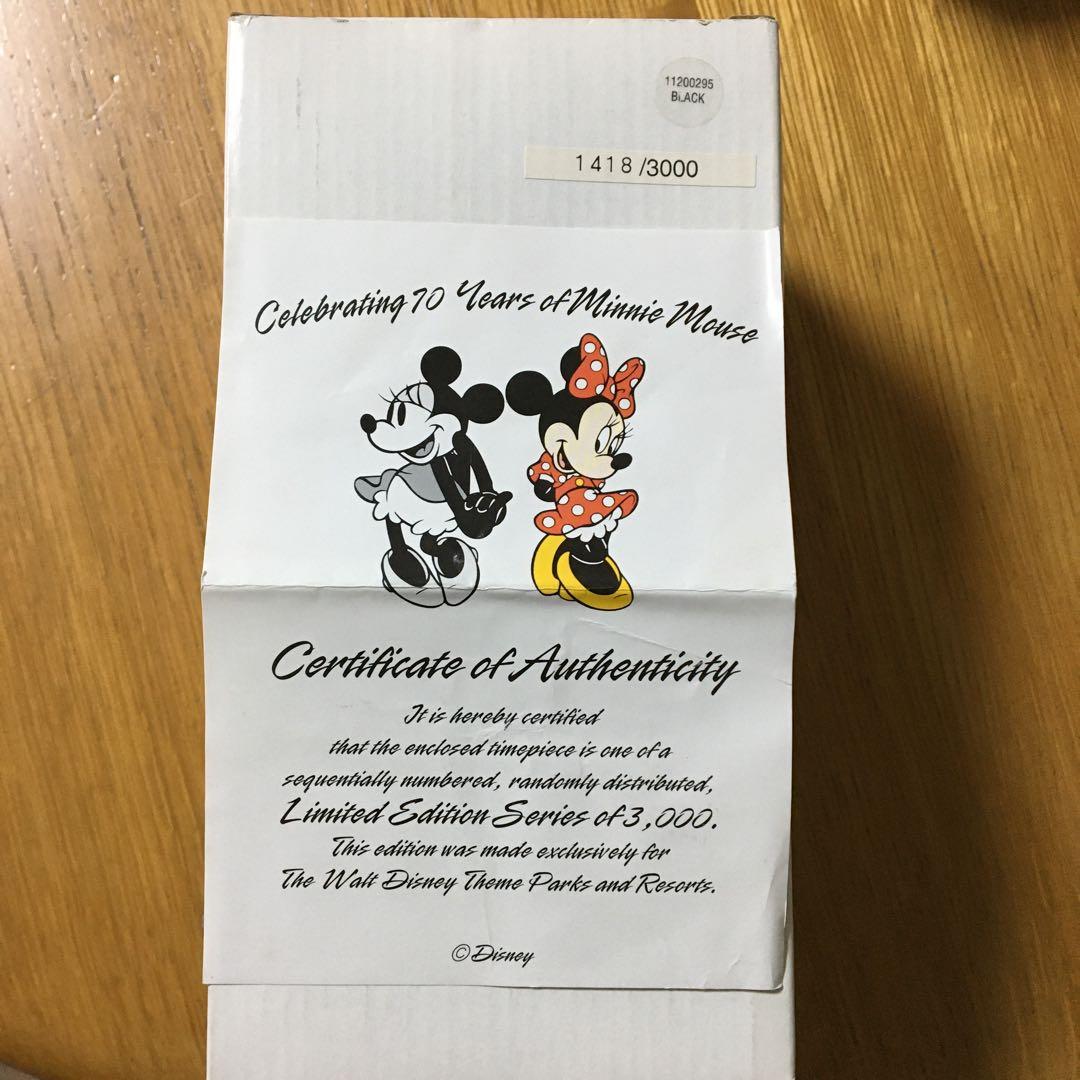 11200295
BLACK
1418/3000
Celebrating 70 Years of Minnie Mouse
Certificate of Authenticity
It is hereby certified
that the enclosed timepiece is one of a
sequentially numbered, randomly distributed,
Limited Edition Series of 3,000.
This edition was made exclusively for
The Walt Disney Theme Parks and Resorts.
© Disney